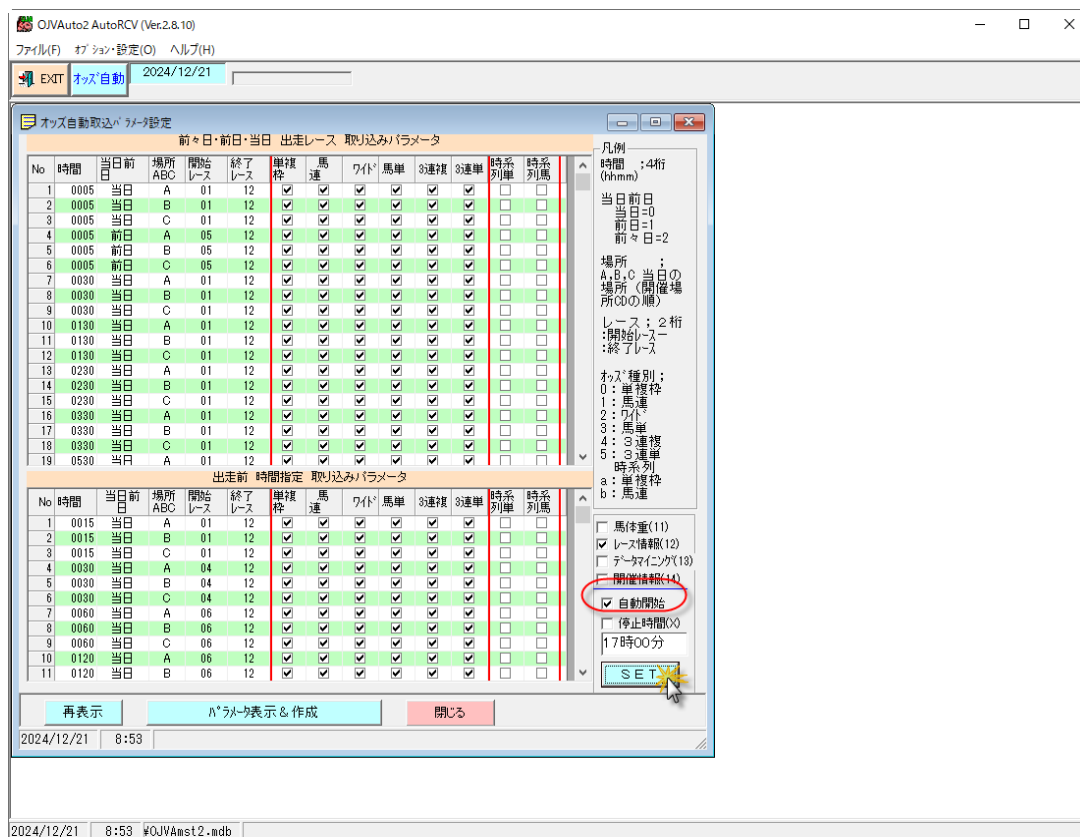 OJVAuto2 AutoRCV (Ver.2.8.10)
ファイル(F) オプション・設定(O) ヘルプ(H)
EXIT オッズ自動 2024/12/21
オッズ自動取込パラメータ設定
前々日・前日・当日 出走レース 取り込みパラメータ
No 時間 当日前日 場所ABC 開始レース 終了レース 単複枠 馬連 ワイド 馬単 3連複 3連単 時系列単 時系列馬
1 0005 当日 A 01 12
2 0005 当日 B 01 12
3 0005 当日 C 01 12
4 0005 前日 A 05 12
5 0005 前日 B 05 12
6 0005 前日 C 05 12
7 0030 当日 A 01 12
8 0030 当日 B 01 12
9 0030 当日 C 01 12
10 0130 当日 A 01 12
11 0130 当日 B 01 12
12 0130 当日 C 01 12
13 0230 当日 A 01 12
14 0230 当日 B 01 12
15 0230 当日 C 01 12
16 0330 当日 A 01 12
17 0330 当日 B 01 12
18 0330 当日 C 01 12
19 0530 当日 A 01 12
出走前 時間指定 取り込みパラメータ
No 時間 当日前日 場所ABC 開始レース 終了レース 単複枠 馬連 ワイド 馬単 3連複 3連単 時系列単 時系列馬
1 0015 当日 A 01 12
2 0015 当日 B 01 12
3 0015 当日 C 01 12
4 0030 当日 A 04 12
5 0030 当日 B 04 12
6 0030 当日 C 04 12
7 0060 当日 A 06 12
8 0060 当日 B 06 12
9 0060 当日 C 06 12
10 0120 当日 A 06 12
11 0120 当日 B 06 12
凡例
時間 ;4桁
(hhmm)
当日前日
当日=0
前日=1
前々日=2
場所 ;
A,B,C 当日の
場所（開催場
所CDの順）
レース；２桁
:開始レースー
:終了レース
オッズ種別；
0：単複枠
1：馬連
2：ワイド
3：馬単
4：３連複
5：３連単
時系列
a：単複枠
b：馬連
馬体重(11)
レース情報(12)
データマイニング(13)
開催情報(14)
自動開始
停止時間(X)
17時00分
ＳＥＴ
再表示 パラメータ表示＆作成 閉じる
2024/12/21 8:53
2024/12/21 8:53 ¥OJVAmst2.mdb